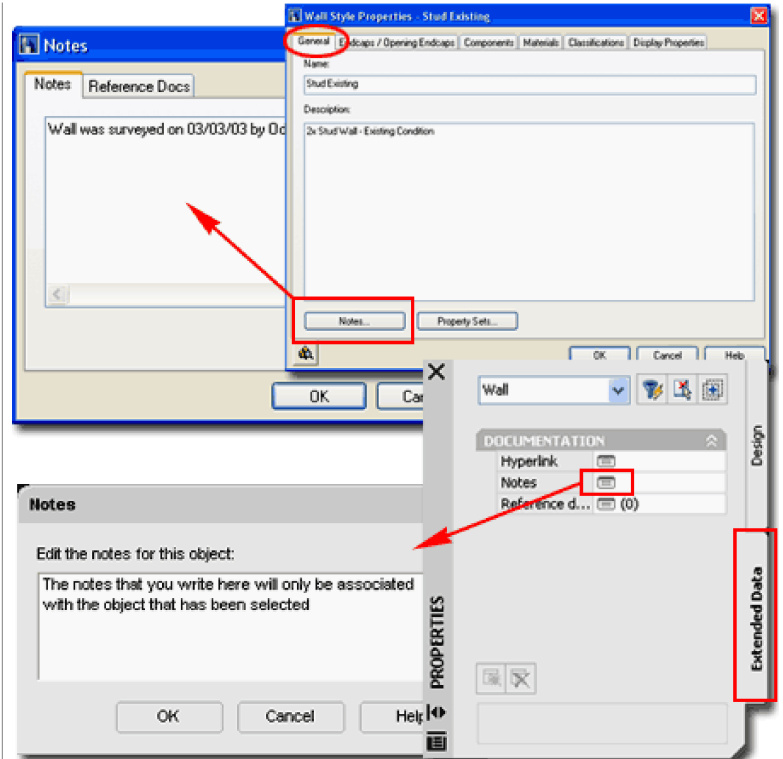 Notes
Notes
Reference Docs
Wall was surveyed on 03/03/03 by
Wall Style Properties - Stud Existing
General
Endcaps / Opening Endcaps
Components
Materials
Classifications
Display Properties
Name:
Stud Existing
Description:
2x Stud Wall - Existing Condition
Notes...
Property Sets...
OK
Cancel
Help
OK
Wall
DOCUMENTATION
Hyperlink
Notes
Reference d... (0)
Design
Extended Data
PROPERTIES
Notes
Edit the notes for this object:
The notes that you write here will only be associated
with the object that has been selected
OK
Cancel
Help